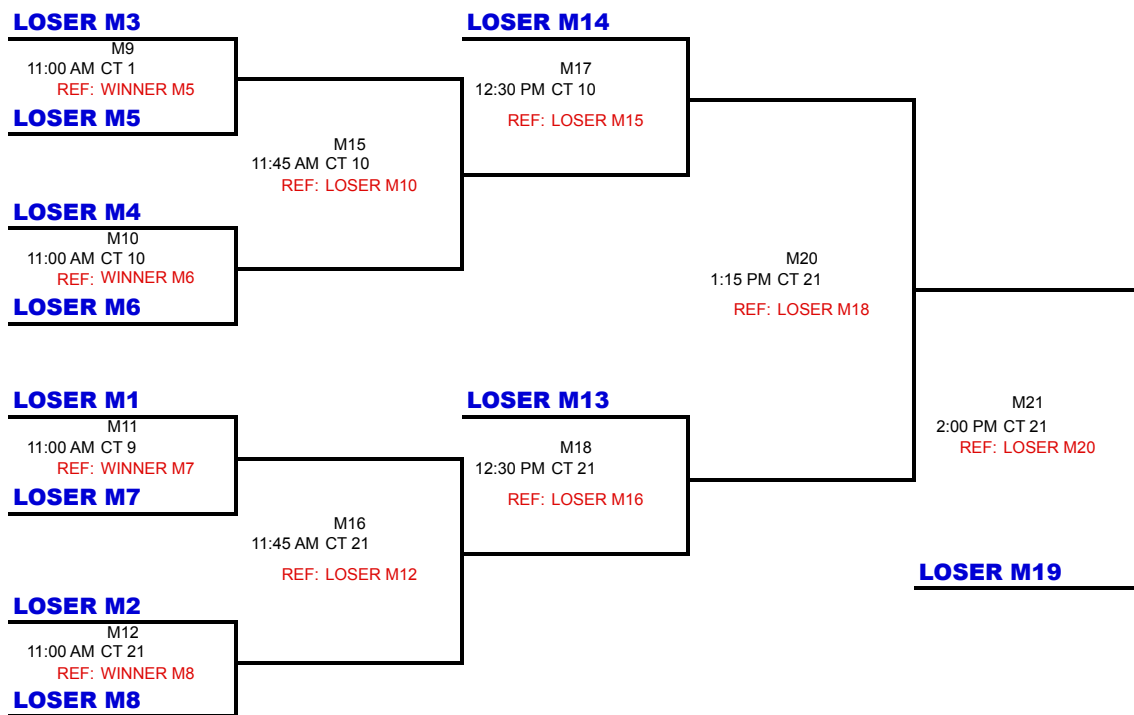 LOSER M3
M9
11:00 AM CT 1
REF: WINNER M5
LOSER M5
LOSER M4
M10
11:00 AM CT 10
REF: WINNER M6
LOSER M6
LOSER M1
M11
11:00 AM CT 9
REF: WINNER M7
LOSER M7
LOSER M2
M12
11:00 AM CT 21
REF: WINNER M8
LOSER M8
M15
11:45 AM CT 10
REF: LOSER M10
M16
11:45 AM CT 21
REF: LOSER M12
LOSER M14
M17
12:30 PM CT 10
REF: LOSER M15
LOSER M13
M18
12:30 PM CT 21
REF: LOSER M16
M20
1:15 PM CT 21
REF: LOSER M18
M21
2:00 PM CT 21
REF: LOSER M20
LOSER M19